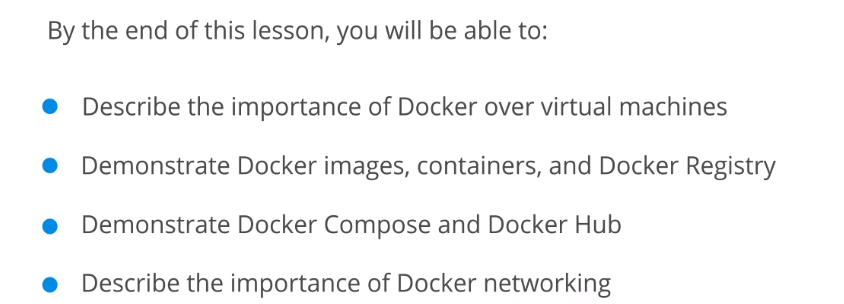 By the end of this lesson, you will be able to:
Describe the importance of Docker over virtual machines
Demonstrate Docker images, containers, and Docker Registry
Demonstrate Docker Compose and Docker Hub
Describe the importance of Docker networking